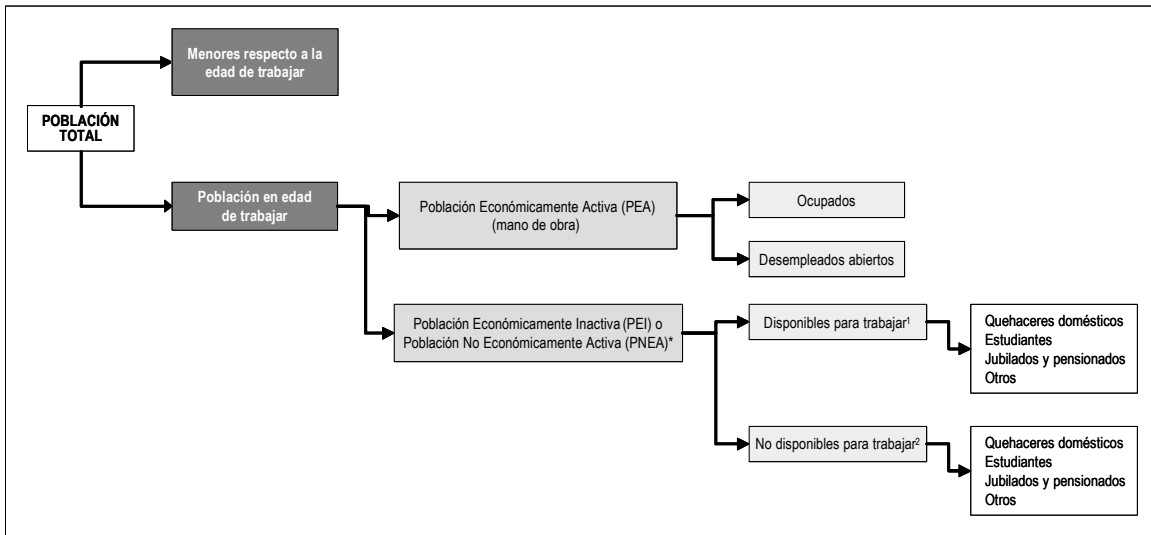 Menores respecto a la
edad de trabajar
POBLACIÓN
TOTAL
Población en edad
de trabajar
Población Económicamente Activa (PEA)
(mano de obra)
Ocupados
Desempleados abiertos
Población Económicamente Inactiva (PEI) o
Población No Económicamente Activa (PNEA)*
Disponibles para trabajar¹
Quehaceres domésticos
Estudiantes
Jubilados y pensionados
Otros
No disponibles para trabajar²
Quehaceres domésticos
Estudiantes
Jubilados y pensionados
Otros